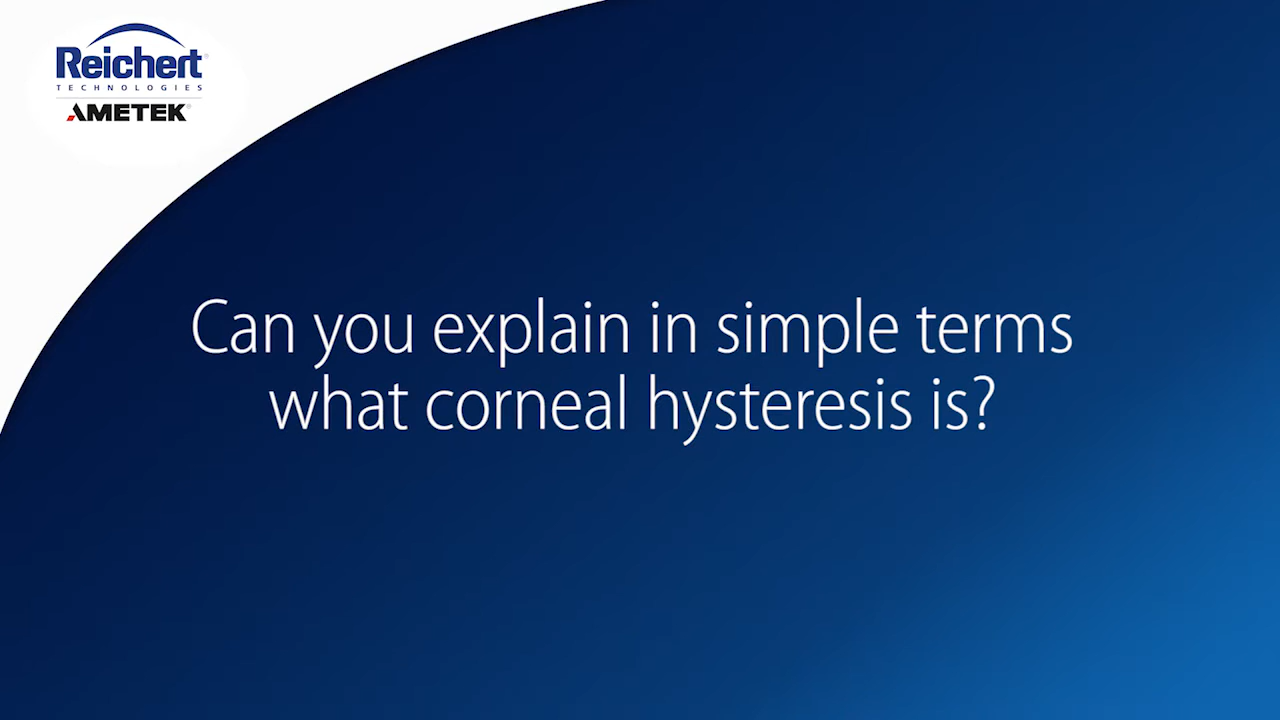 Reichert
TECHNOLOGIES
AMETEK
Can you explain in simple terms
what corneal hysteresis is?